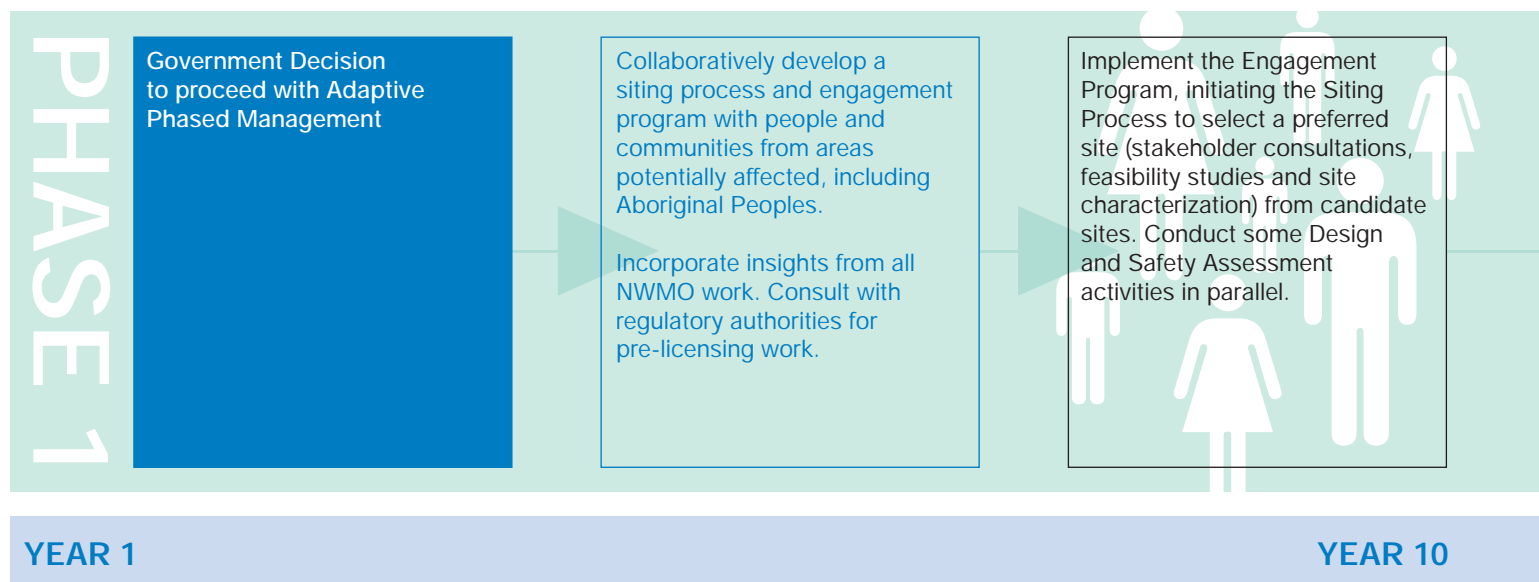 PHASE 1
Government Decision
to proceed with Adaptive
Phased Management
Collaboratively develop a
siting process and engagement
program with people and
communities from areas
potentially affected, including
Aboriginal Peoples.
Incorporate insights from all
NWMO work. Consult with
regulatory authorities for
pre-licensing work.
Implement the Engagement
Program, initiating the Siting
Process to select a preferred
site (stakeholder consultations,
feasibility studies and site
characterization) from candidate
sites. Conduct some Design
and Safety Assessment
activities in parallel.
YEAR 1
YEAR 10